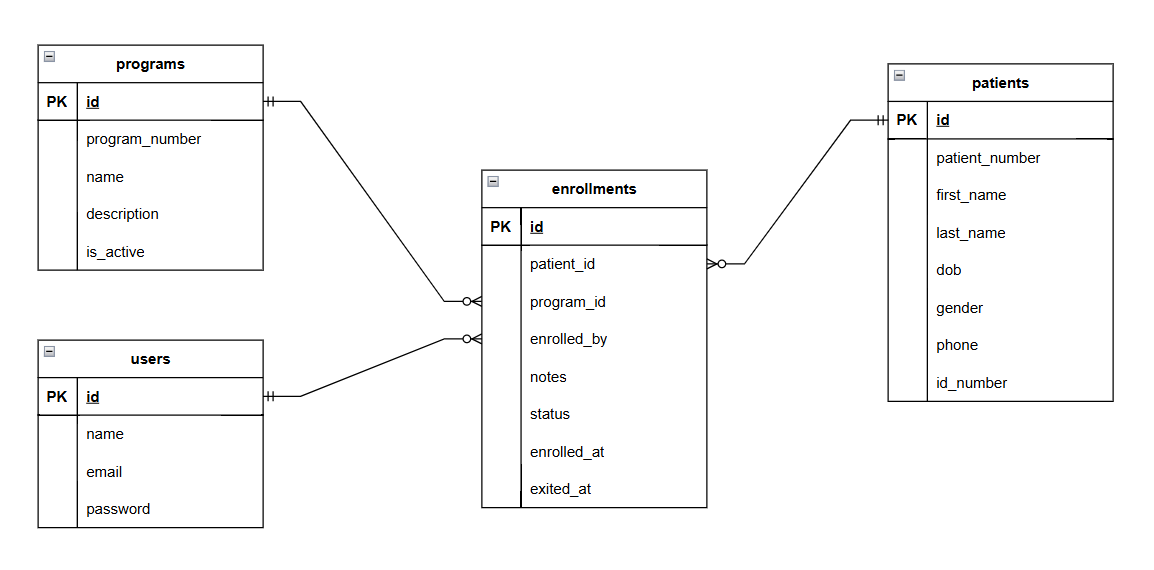 programs
PK id
program_number
name
description
is_active
users
PK id
name
email
password
enrollments
PK id
patient_id
program_id
enrolled_by
notes
status
enrolled_at
exited_at
patients
PK id
patient_number
first_name
last_name
dob
gender
phone
id_number